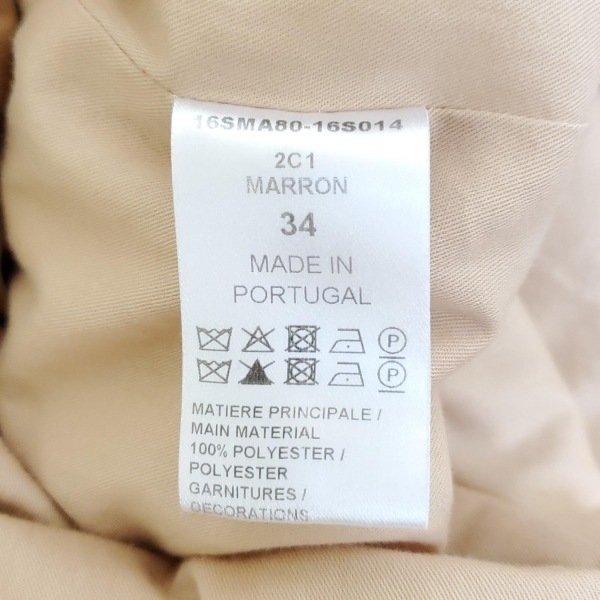 16SMA80-16S014
2C1
MARRON
34
MADE IN
PORTUGAL
P
P
MATIERE PRINCIPALE /
MAIN MATERIAL
100% POLYESTER /
POLYESTER
GARNITURES /
DECORATIONS